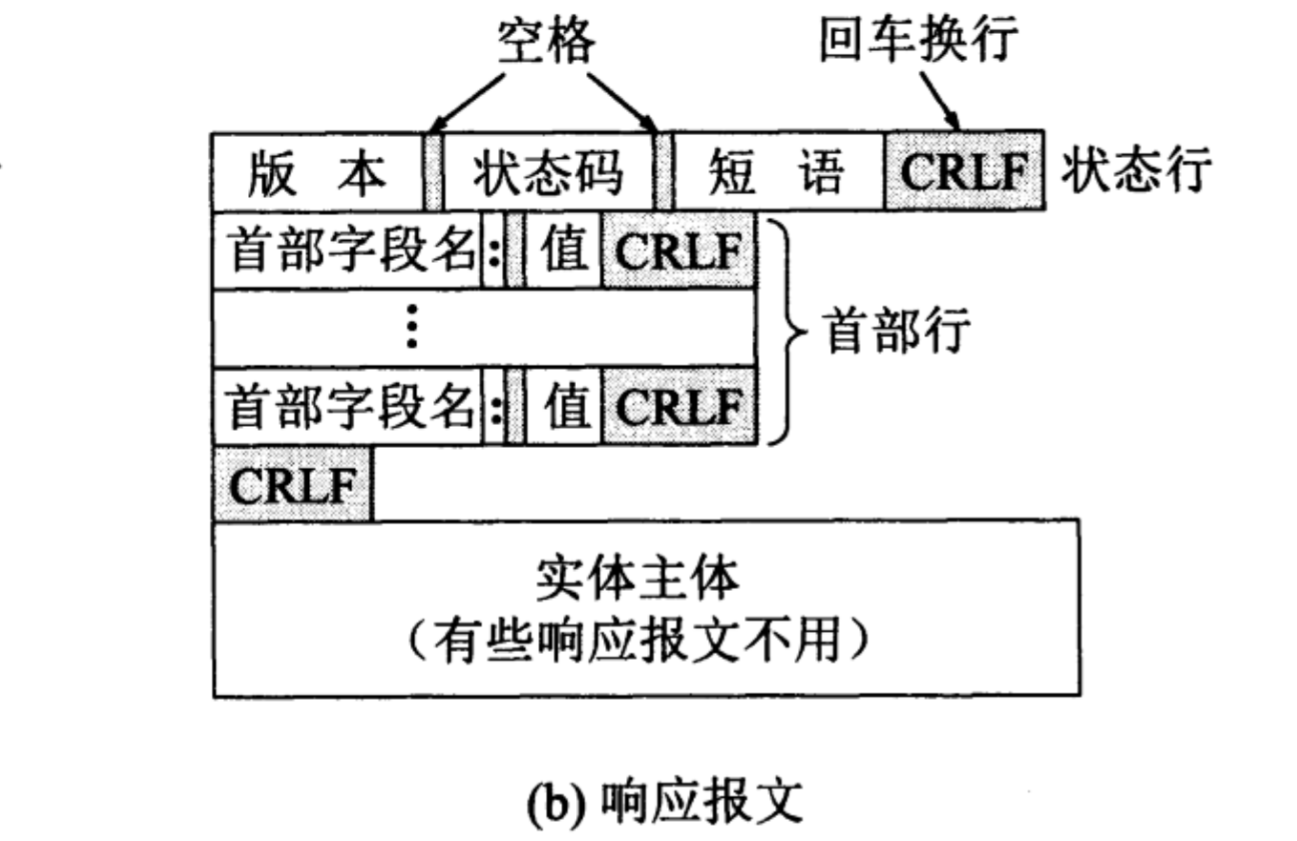 空格 回车换行
版 本 状态码 短 语 CRLF 状态行
首部字段名 : 值 CRLF
⋮ 首部行
首部字段名 : 值 CRLF
CRLF
实体主体
（有些响应报文不用）
(b) 响应报文